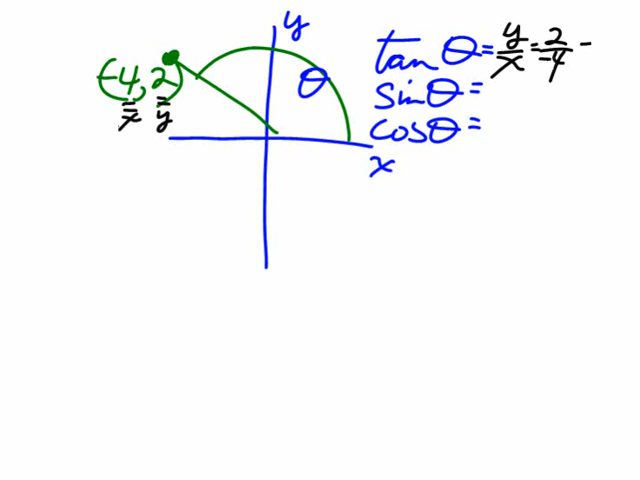 y
tan θ = y/x = 2/-4 -
(-4, 2)
θ
sin θ =
x y
cos θ =
x